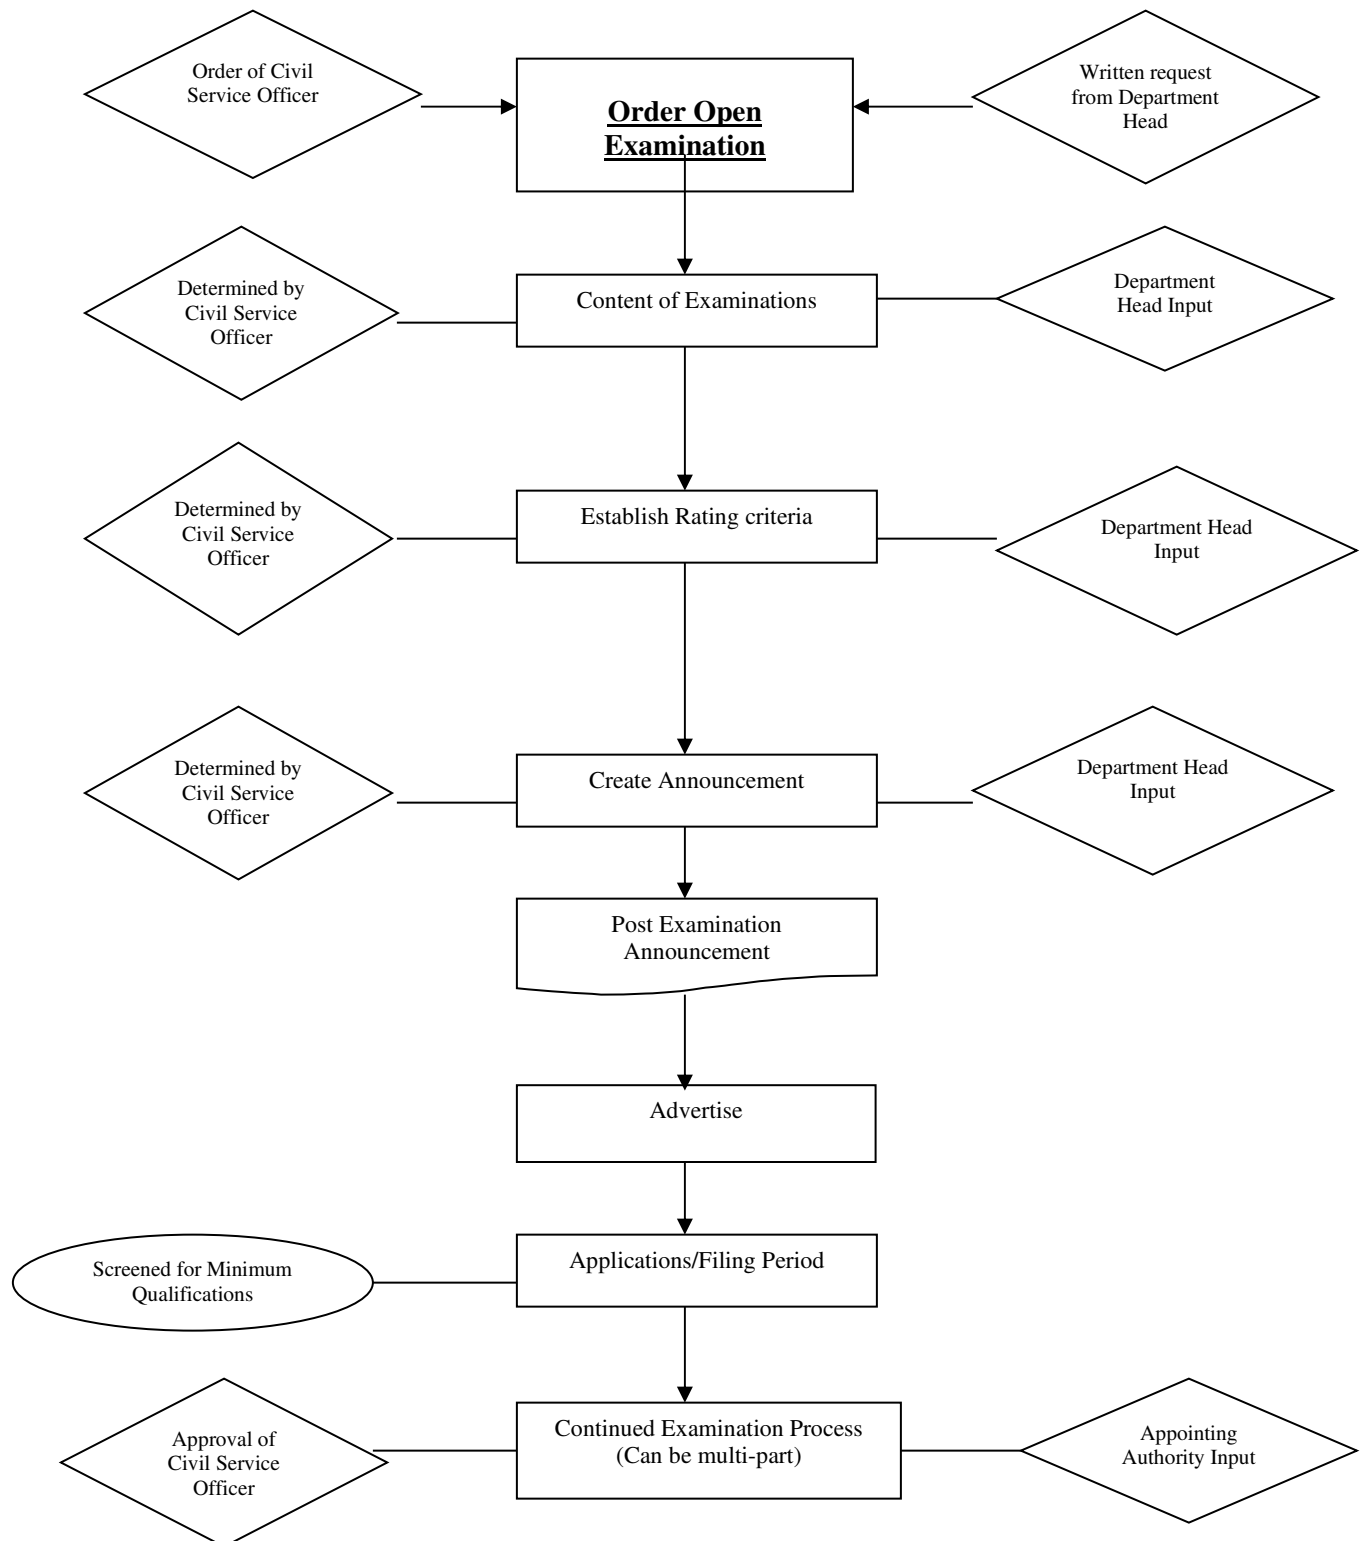 Order of Civil
Service Officer
Order Open
Examination
Written request
from Department
Head
Determined by
Civil Service
Officer
Content of Examinations
Department
Head Input
Determined by
Civil Service
Officer
Establish Rating criteria
Department Head
Input
Determined by
Civil Service
Officer
Create Announcement
Department Head
Input
Post Examination
Announcement
Advertise
Screened for Minimum
Qualifications
Applications/Filing Period
Approval of
Civil Service
Officer
Continued Examination Process
(Can be multi-part)
Appointing
Authority Input